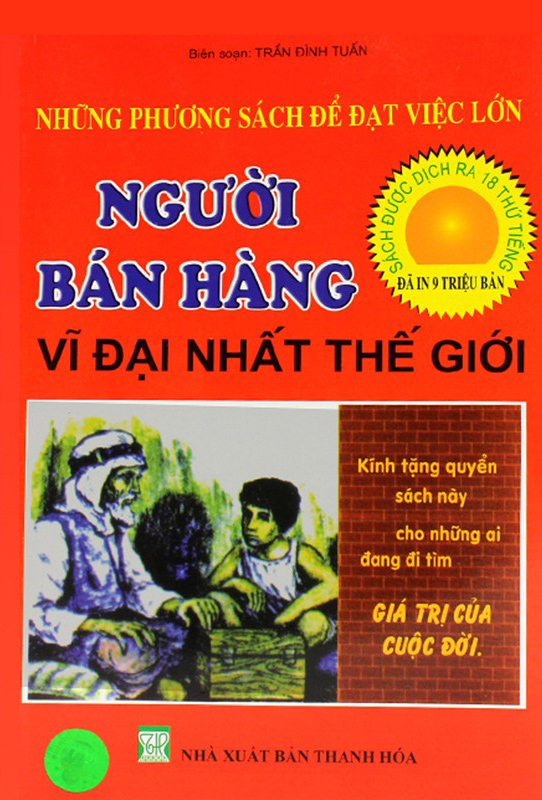 Biên soạn: TRẦN ĐÌNH TUẤN
NHỮNG PHƯƠNG SÁCH ĐỂ ĐẠT VIỆC LỚN
NGƯỜI
BÁN HÀNG
SÁCH ĐƯỢC DỊCH RA 18 THỨ TIẾNG
ĐÃ IN 9 TRIỆU BẢN
VĨ ĐẠI NHẤT THẾ GIỚI
Kính tặng quyển
sách này
cho những ai
đang đi tìm
GIÁ TRỊ CỦA
CUỘC ĐỜI.
NHÀ XUẤT BẢN THANH HÓA